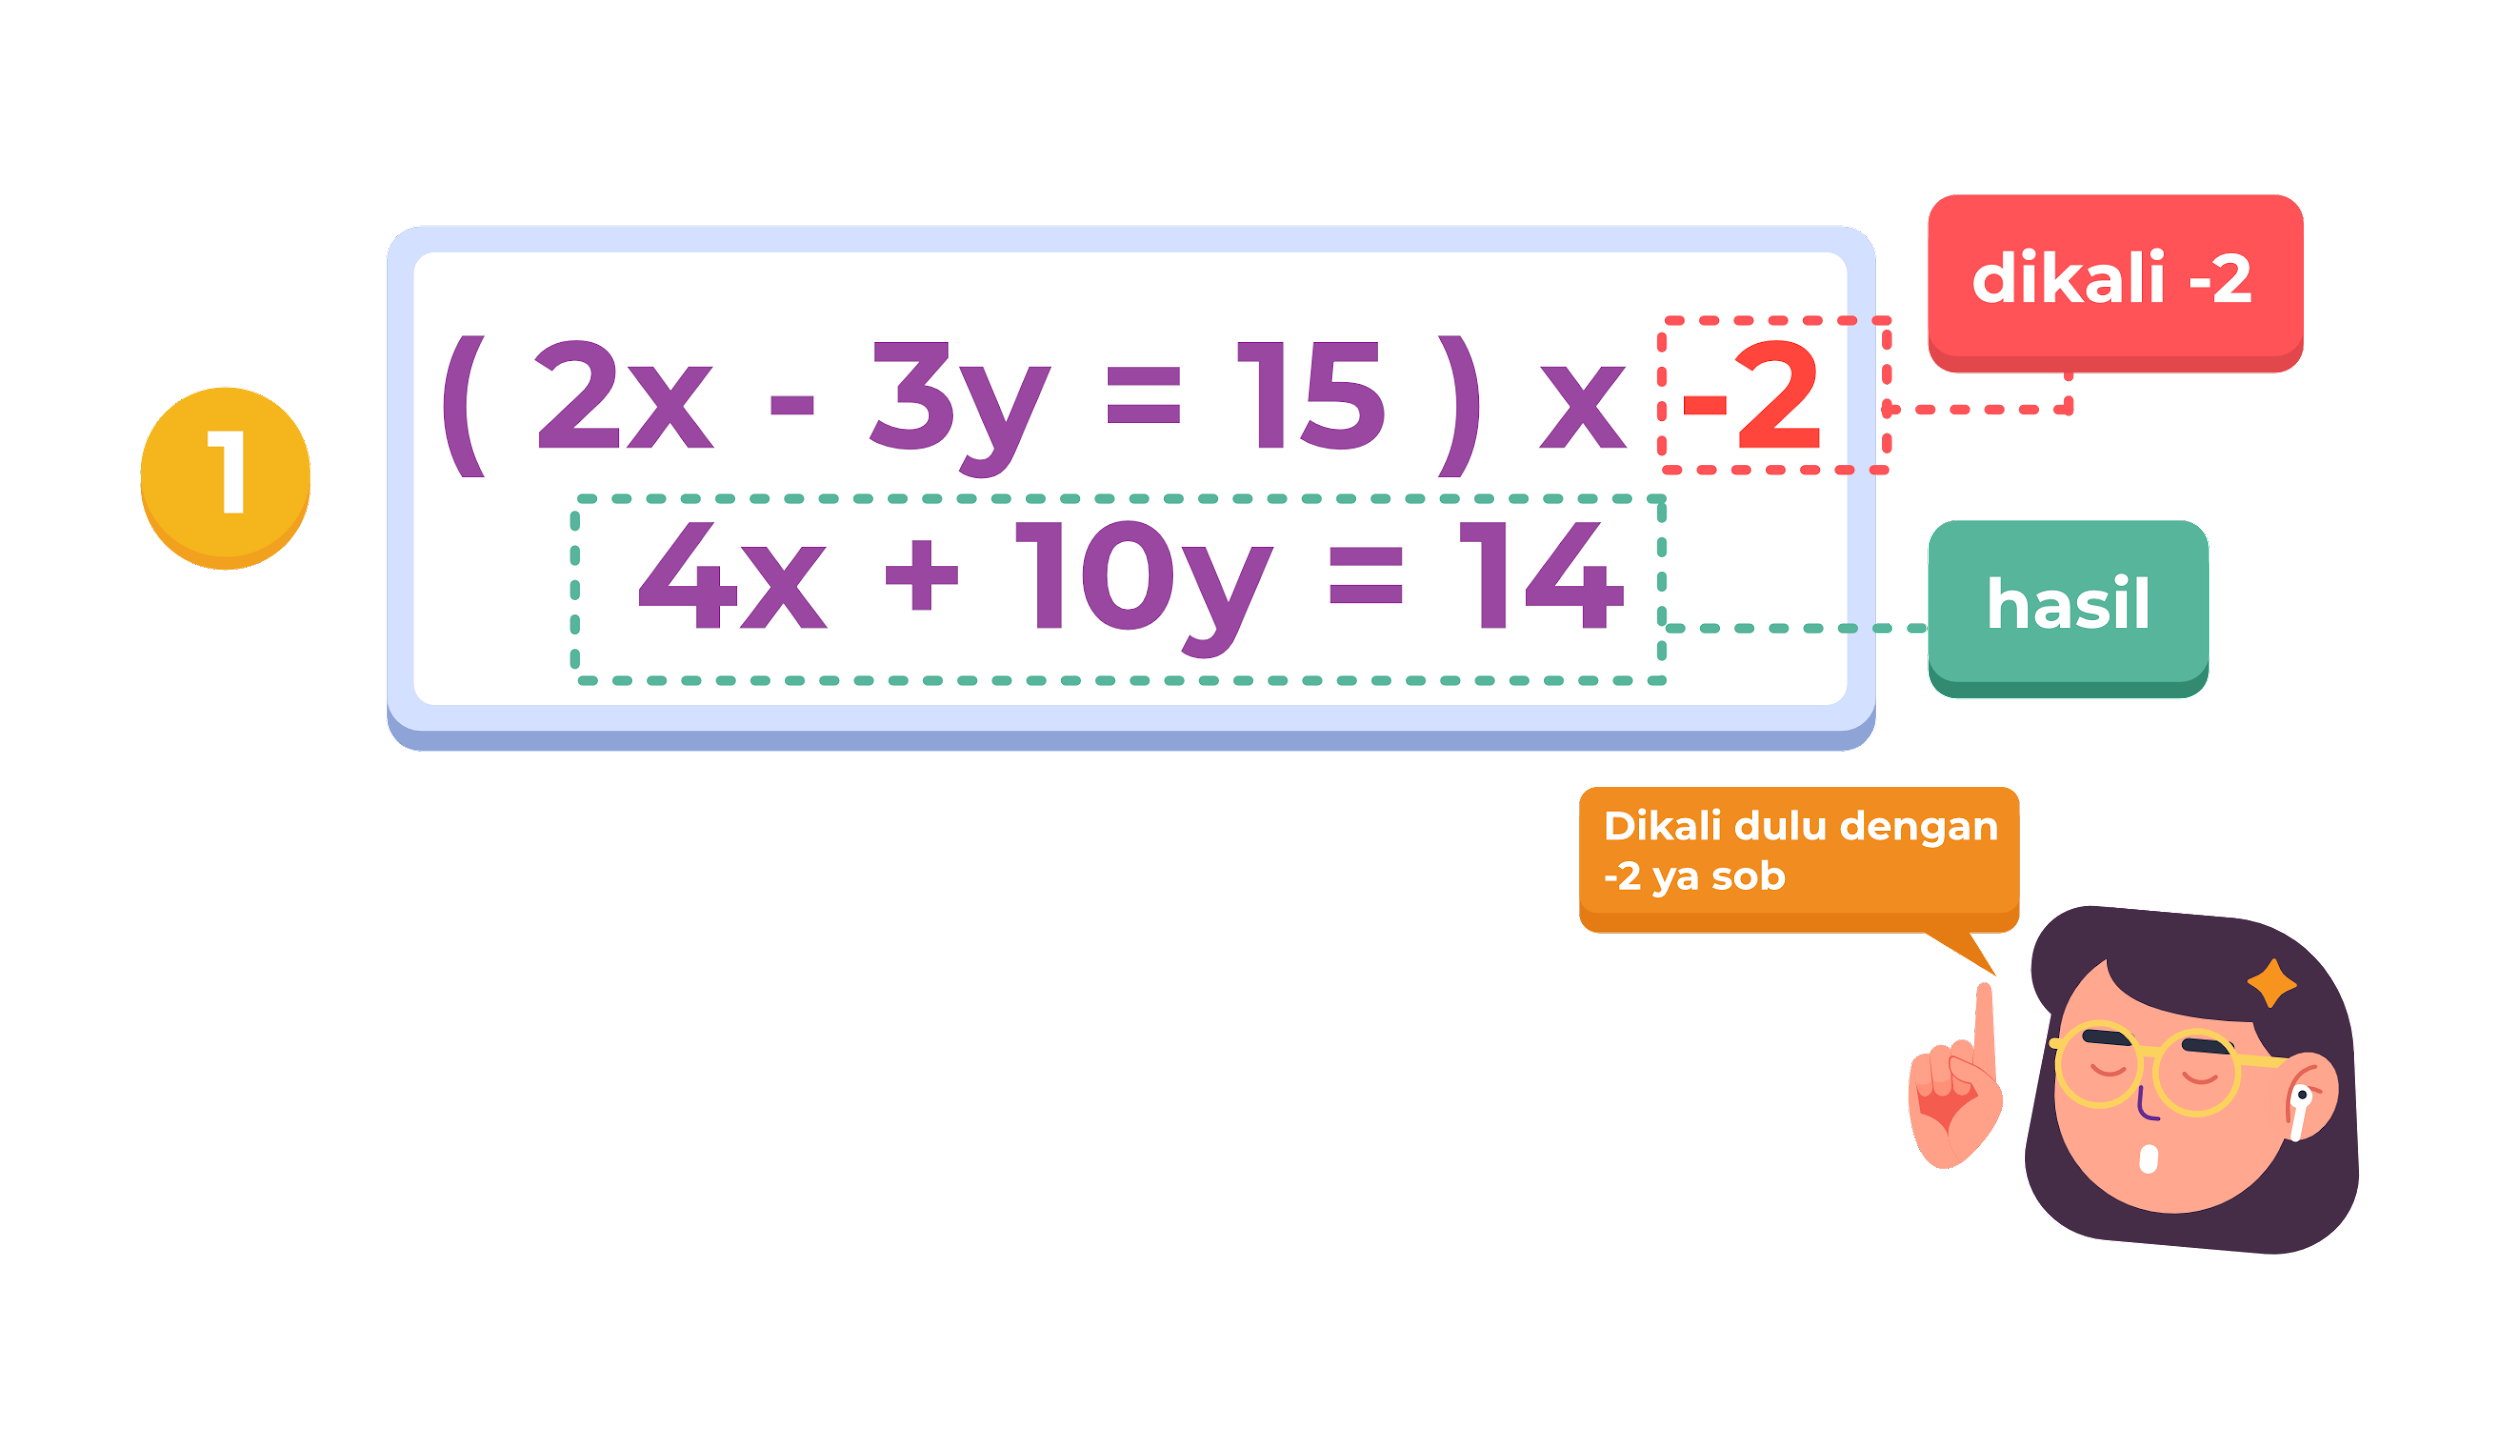 1
( 2x - 3y = 15 ) x -2
dikali -2
4x + 10y = 14
hasil
Dikali dulu dengan
-2 ya sob